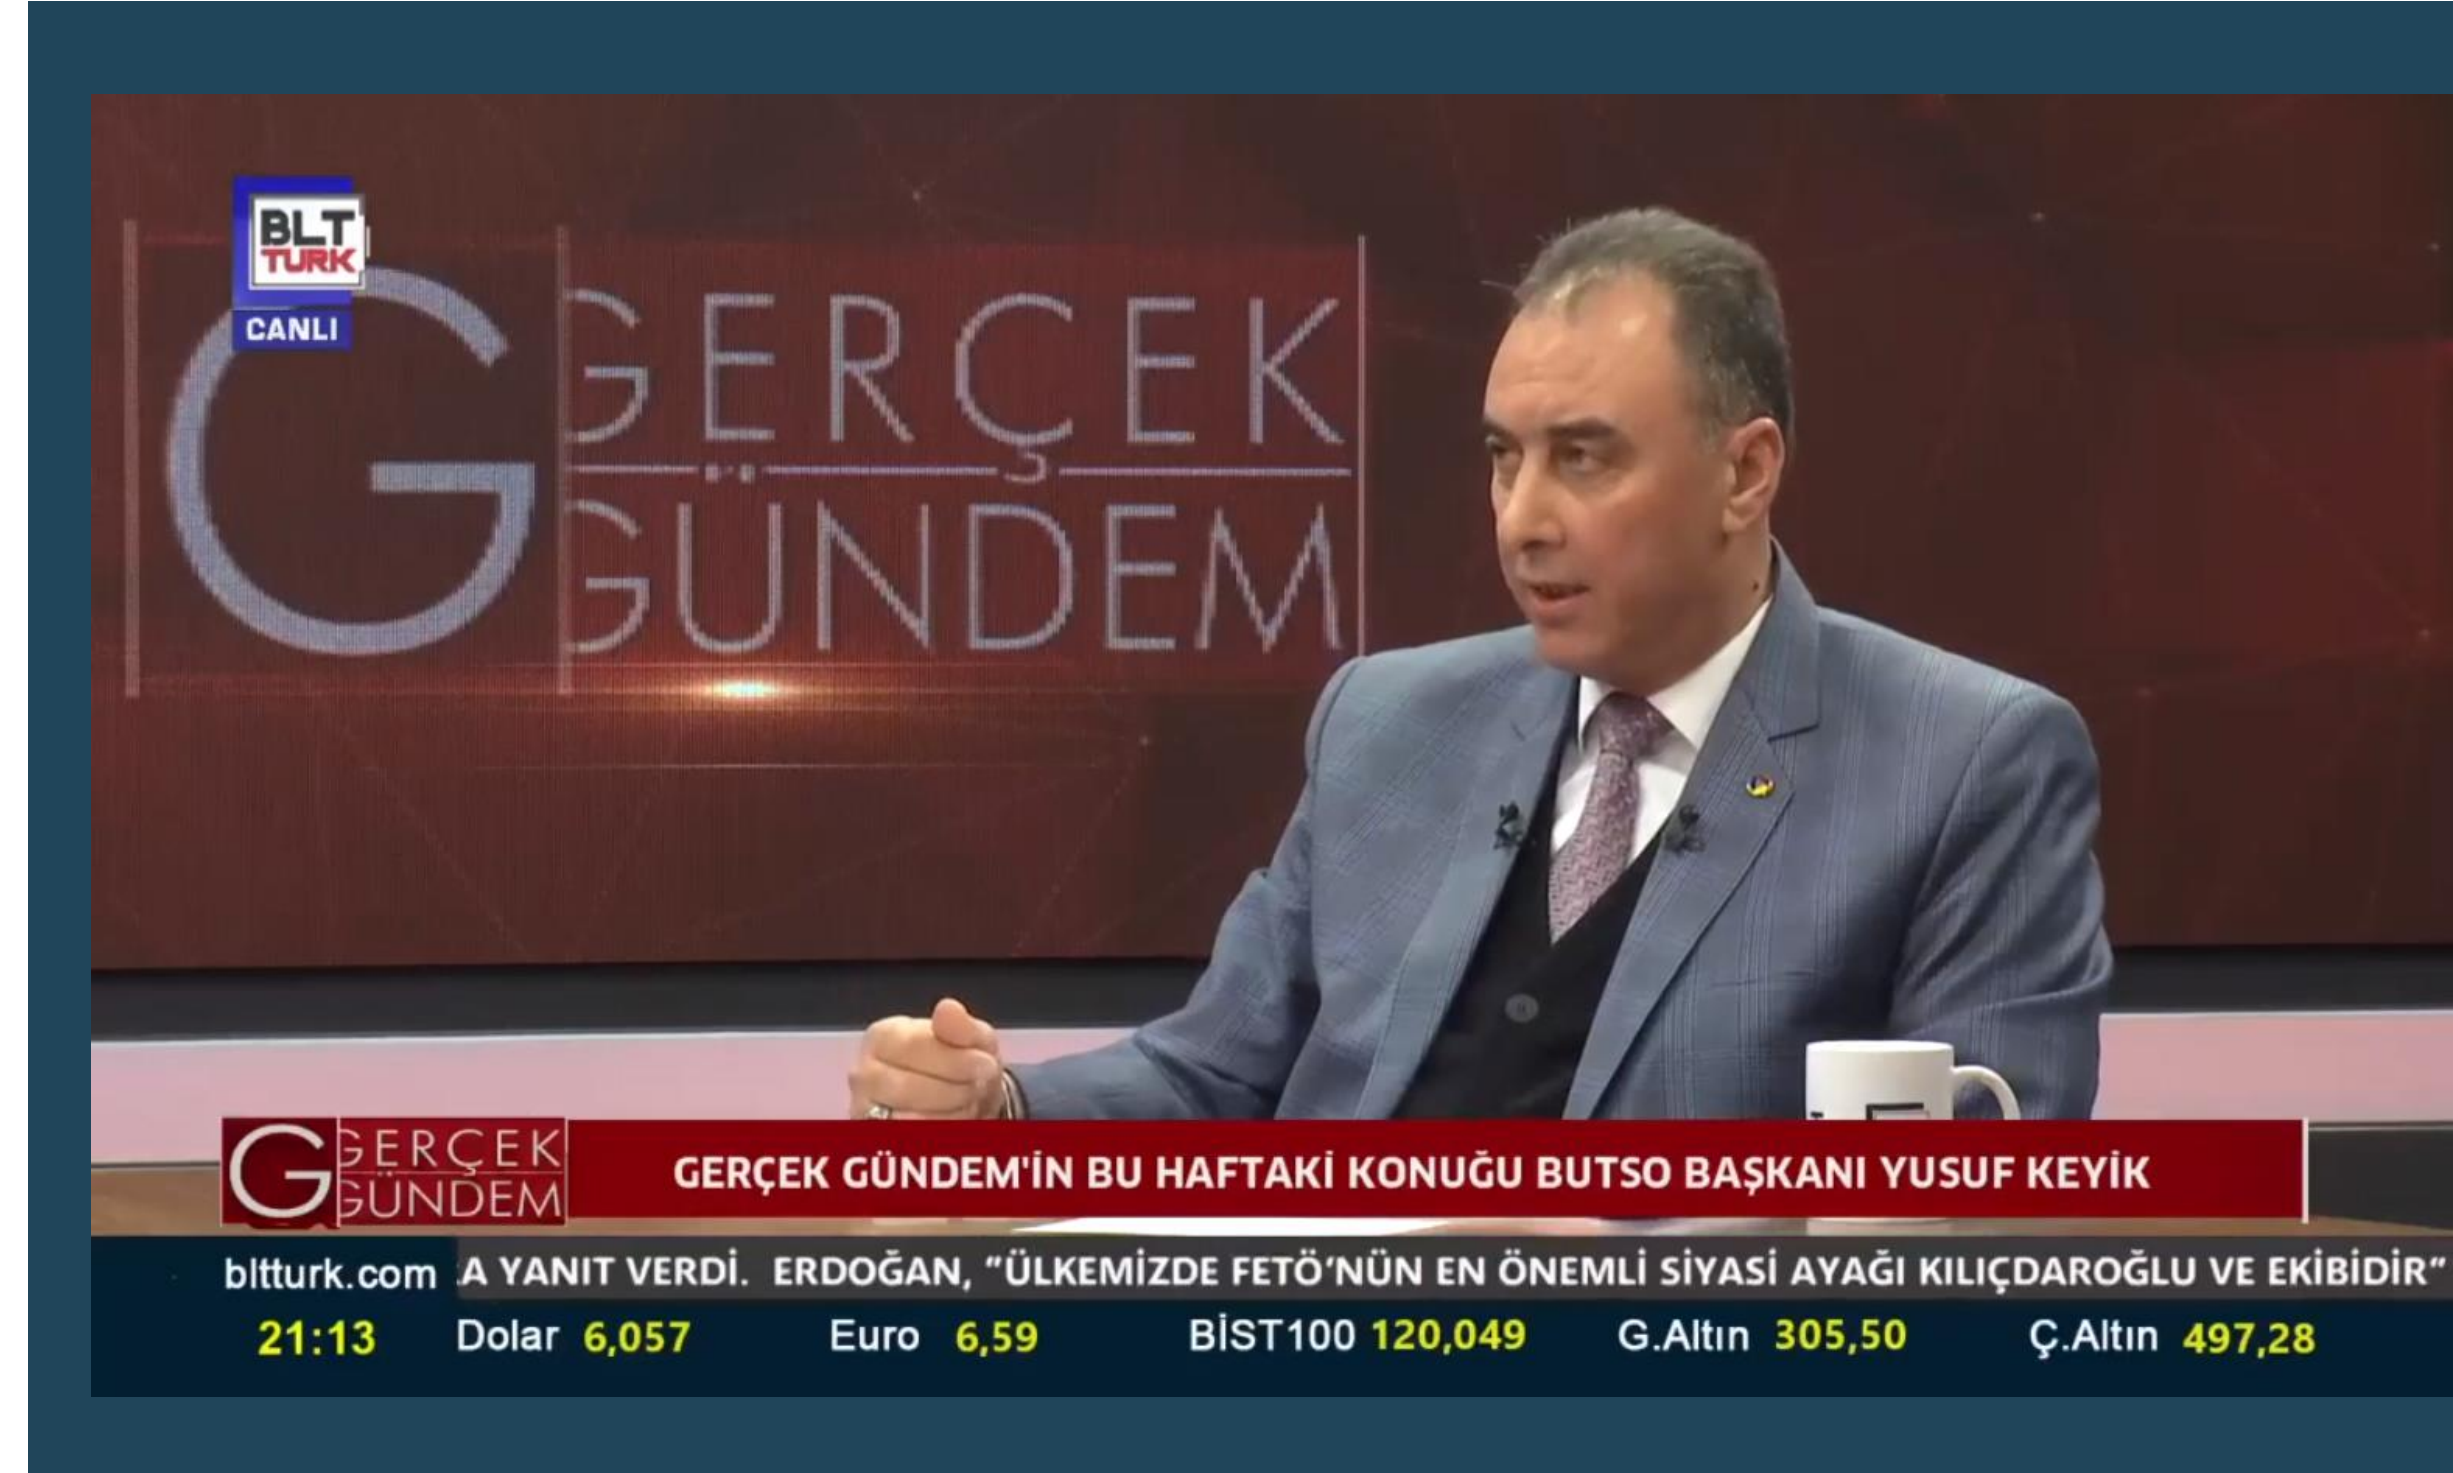 BLT
TURK
CANLI
G GERÇEK
GÜNDEM
G GERÇEK
GÜNDEM
GERÇEK GÜNDEM'İN BU HAFTAKİ KONUĞU BUTSO BAŞKANI YUSUF KEYİK
bltturk.com A YANIT VERDİ. ERDOĞAN, "ÜLKEMİZDE FETÖ'NÜN EN ÖNEMLİ SİYASİ AYAĞI KILIÇDAROĞLU VE EKİBİDİR"
21:13 Dolar 6,057 Euro 6,59 BİST100 120,049 G.Altın 305,50 Ç.Altın 497,28